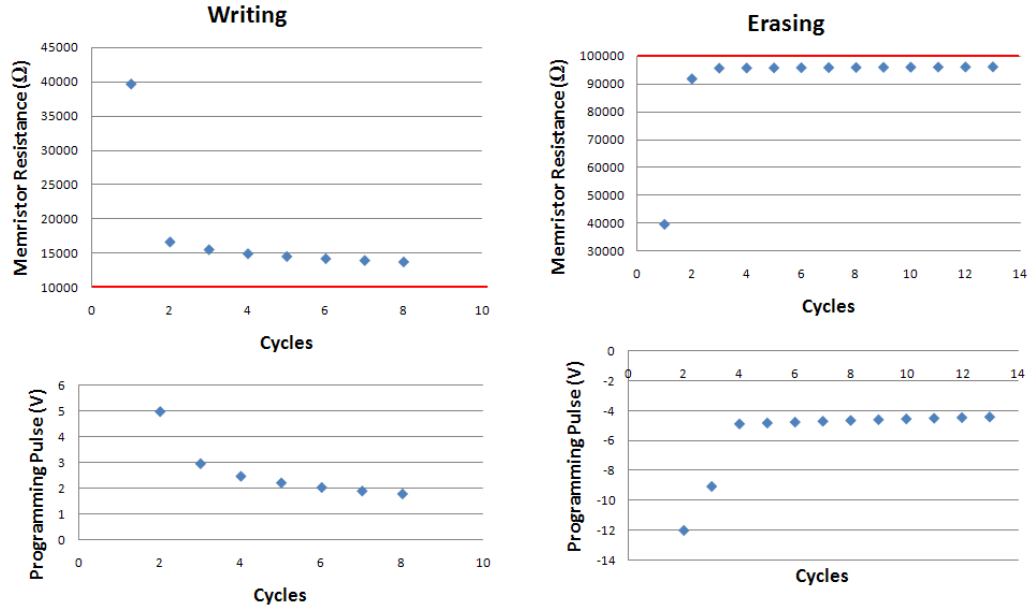 Writing
Memristor Resistance (Ω)
45000
40000
35000
30000
25000
20000
15000
10000
0 2 4 6 8 10
Cycles
Erasing
Memristor Resistance (Ω)
100000
90000
80000
70000
60000
50000
40000
30000
0 2 4 6 8 10 12 14
Cycles
Programming Pulse (V)
6
5
4
3
2
1
0
0 2 4 6 8 10
Cycles
Programming Pulse (V)
0
0 2 4 6 8 10 12 14
-2
-4
-6
-8
-10
-12
-14
Cycles